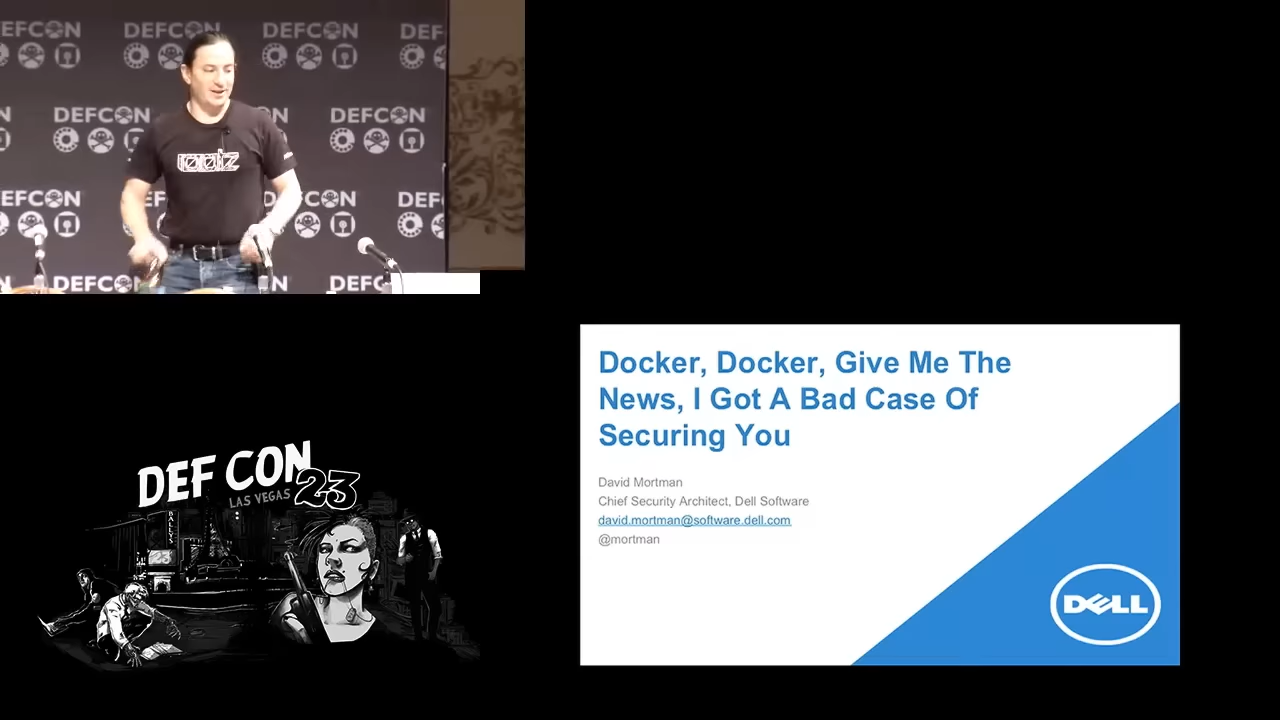 DEFCON
DEFCON
DEFCON
DEFCON
DEFCON
rootz
DEFCON
DEFCON
DEFCON
DEFCON
DEF CON
LAS VEGAS 23
BALLYS
Docker, Docker, Give Me The
News, I Got A Bad Case Of
Securing You
David Mortman
Chief Security Architect, Dell Software
david.mortman@software.dell.com
@mortman
DELL